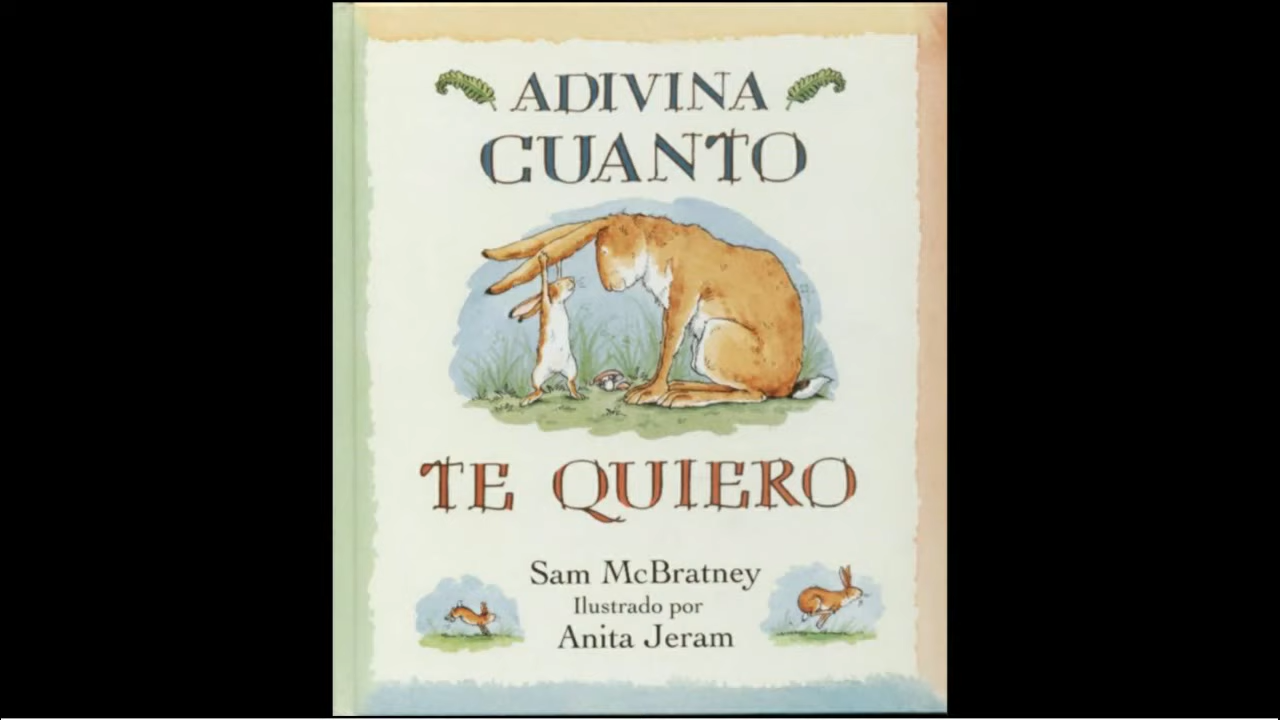 ADIVINA
CUANTO
TE QUIERO
Sam McBratney
Ilustrado por
Anita Jeram